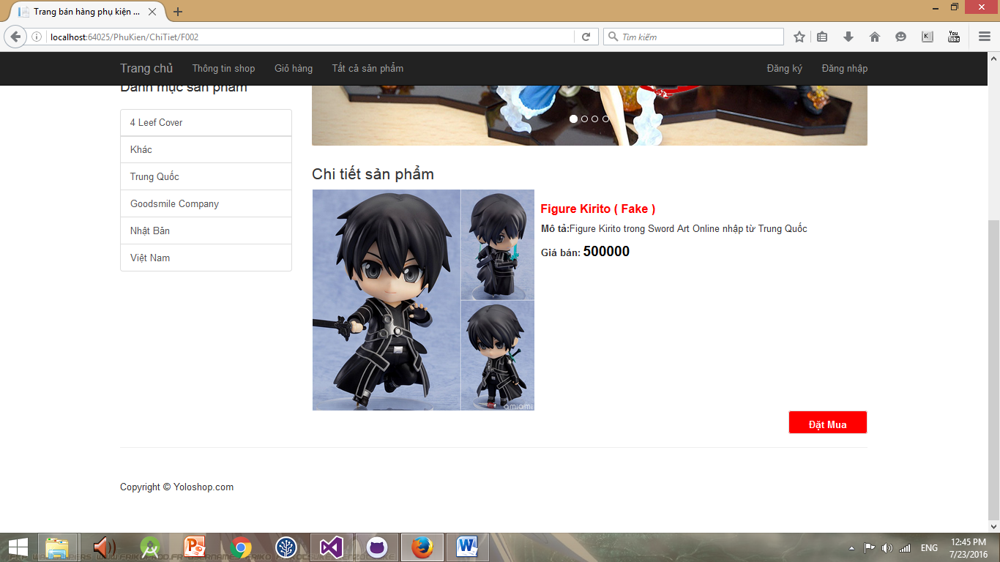 Trang bán hàng phụ kiện ...
localhost:64025/PhuKien/ChiTiet/F002
Tìm kiếm
You
Tube
Trang chủ
Thông tin shop
Giỏ hàng
Tất cả sản phẩm
Đăng ký
Đăng nhập
Danh mục sản phẩm
4 Leef Cover
Khác
Trung Quốc
Goodsmile Company
Nhật Bản
Việt Nam
Chi tiết sản phẩm
amiami
Figure Kirito ( Fake )
Mô tả:Figure Kirito trong Sword Art Online nhập từ Trung Quốc
Giá bán: 500000
Đặt Mua
Copyright © Yoloshop.com
ENG
12:45 PM
7/23/2016